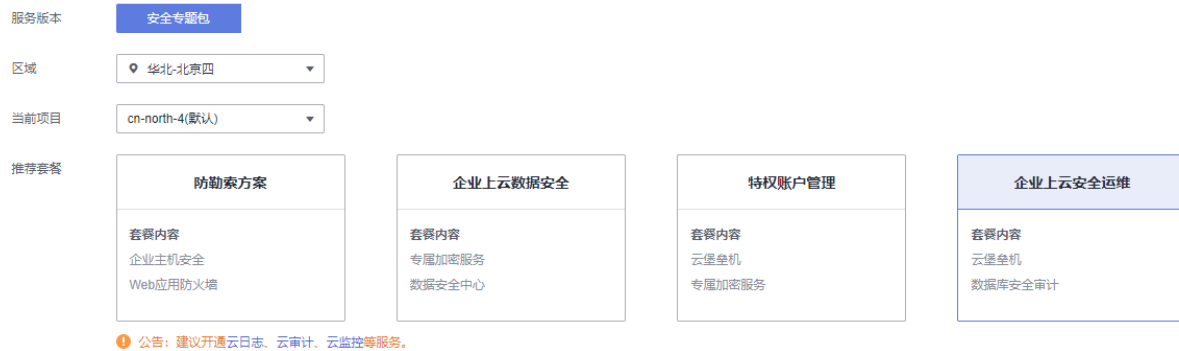 服务版本 安全专题包
区域 华北-北京四
当前项目 cn-north-4(默认)
推荐套餐
防勒索方案 企业上云数据安全 特权账户管理 企业上云安全运维
套餐内容 套餐内容 套餐内容 套餐内容
企业主机安全 专属加密服务 云堡垒机 云堡垒机
Web应用防火墙 数据安全中心 专属加密服务 数据库安全审计
公告：建议开通云日志、云审计、云监控等服务。